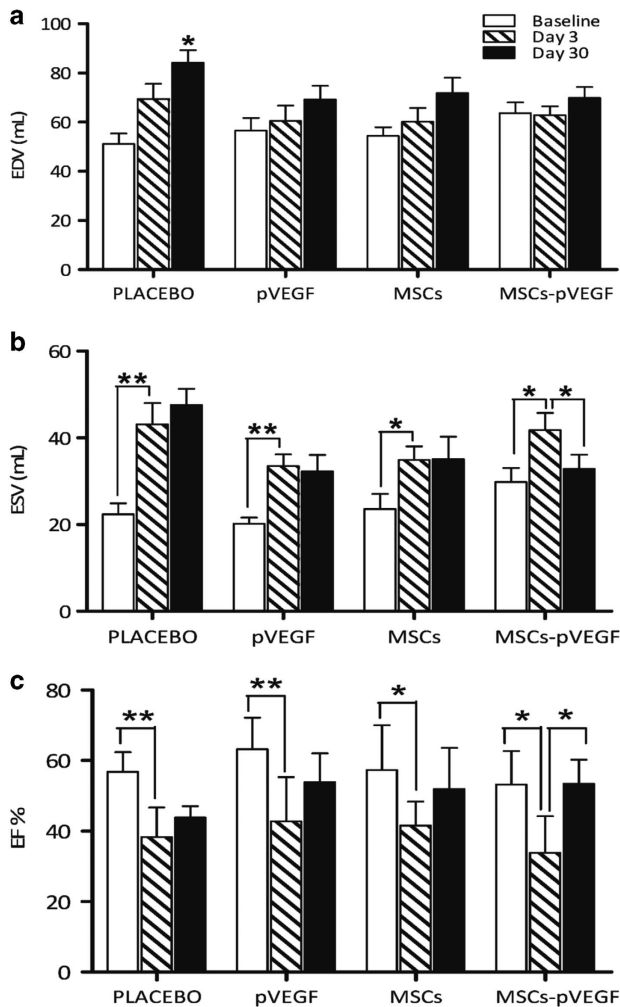 a
Baseline
Day 3
Day 30
EDV (mL)
100
80
60
40
20
0
*
PLACEBO pVEGF MSCs MSCs-pVEGF
b
ESV (mL)
60
40
20
0
** ** * * *
PLACEBO pVEGF MSCs MSCs-pVEGF
c
EF %
80
60
40
20
0
** ** * * *
PLACEBO pVEGF MSCs MSCs-pVEGF